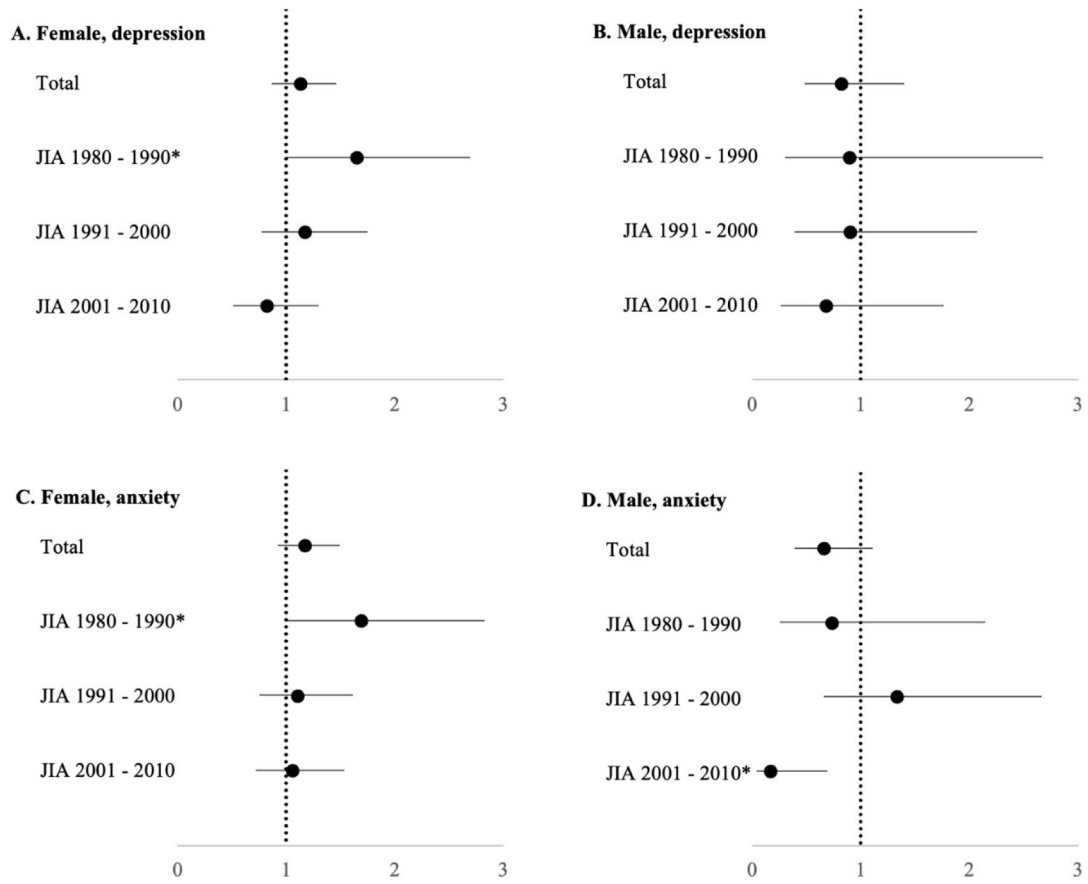 A. Female, depression
Total
JIA 1980 - 1990*
JIA 1991 - 2000
JIA 2001 - 2010
0 1 2 3
B. Male, depression
Total
JIA 1980 - 1990
JIA 1991 - 2000
JIA 2001 - 2010
0 1 2 3
C. Female, anxiety
Total
JIA 1980 - 1990*
JIA 1991 - 2000
JIA 2001 - 2010
0 1 2 3
D. Male, anxiety
Total
JIA 1980 - 1990
JIA 1991 - 2000
JIA 2001 - 2010*
0 1 2 3